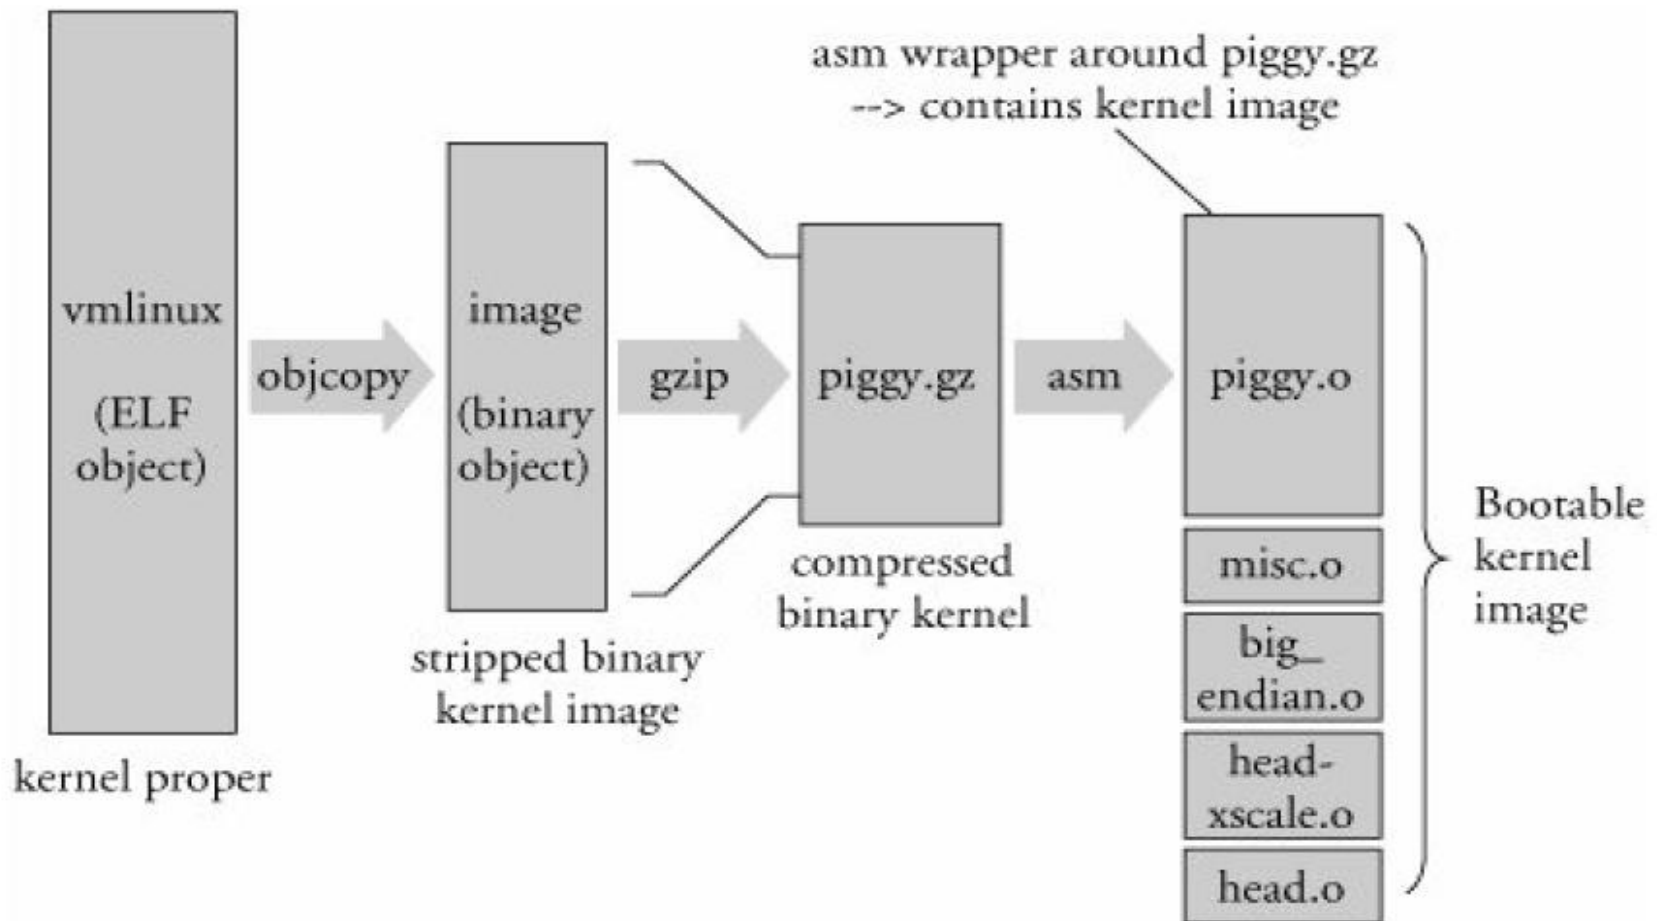 asm wrapper around piggy.gz
--> contains kernel image
vmlinux
(ELF
object)
kernel proper
objcopy
image
(binary
object)
stripped binary
kernel image
gzip
piggy.gz
compressed
binary kernel
asm
piggy.o
misc.o
big_
endian.o
head-
xscale.o
head.o
Bootable
kernel
image